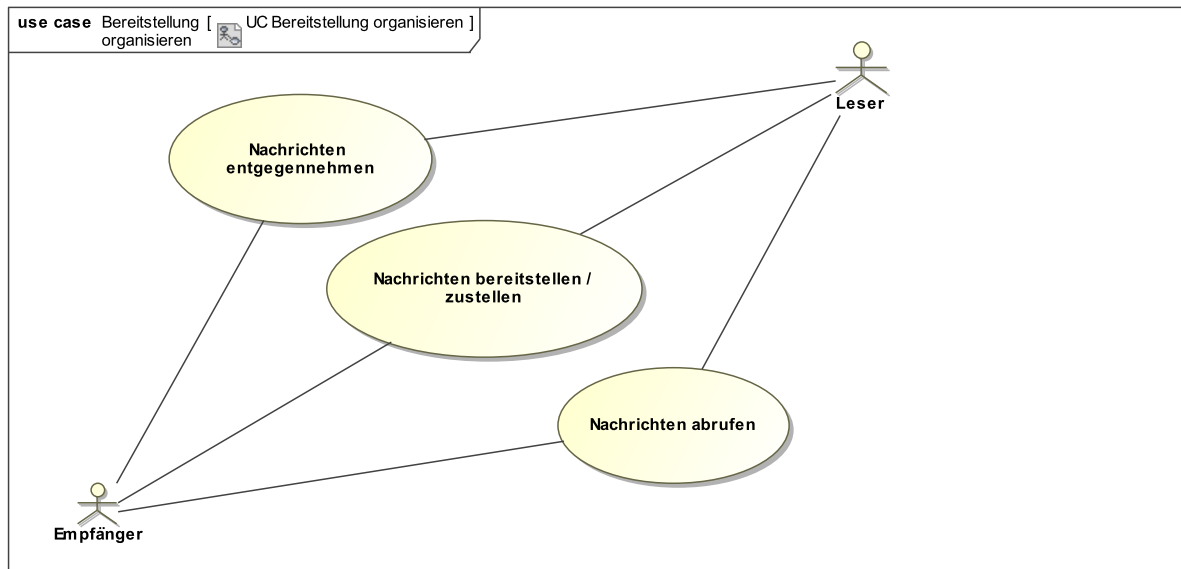 use case Bereitstellung [ UC Bereitstellung organisieren ]
organisieren
Leser
Nachrichten
entgegennehmen
Nachrichten bereitstellen /
zustellen
Nachrichten abrufen
Empfänger